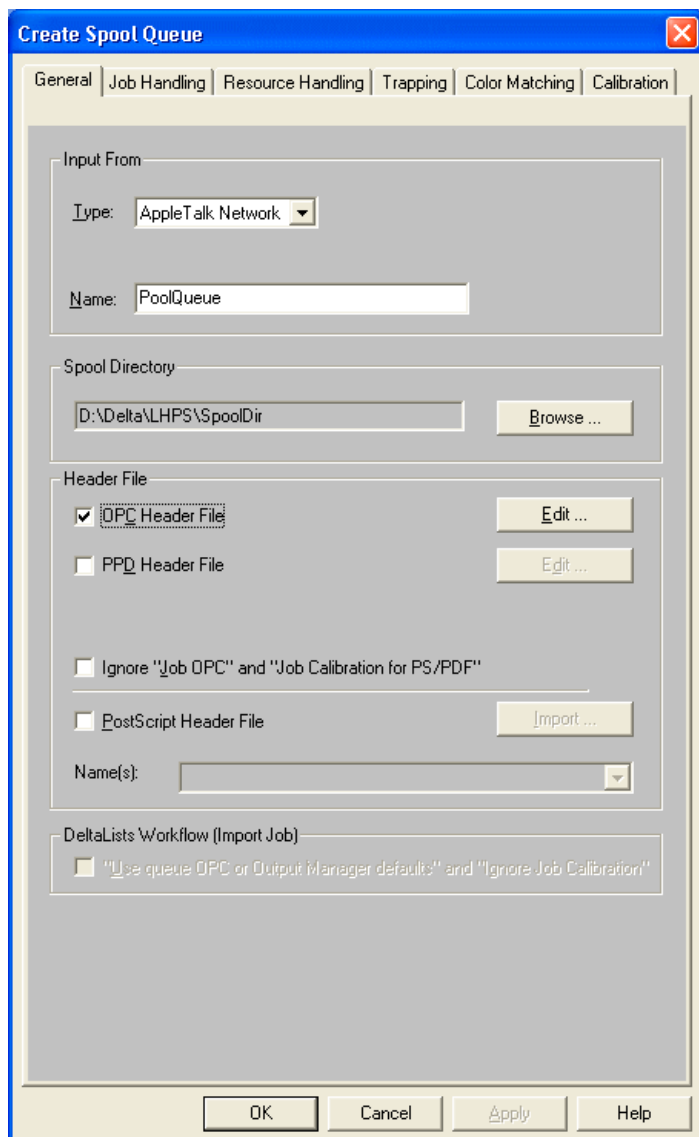 Create Spool Queue
General Job Handling Resource Handling Trapping Color Matching Calibration
Input From
Type: AppleTalk Network
Name: PoolQueue
Spool Directory
D:\Delta\LHPS\SpoolDir Browse ...
Header File
OPC Header File Edit ...
PPD Header File Edit ...
Ignore "Job OPC" and "Job Calibration for PS/PDF"
PostScript Header File Import ...
Name(s):
DeltaLists Workflow (Import Job)
"Use queue OPC or Output Manager defaults" and "Ignore Job Calibration"
OK Cancel Apply Help